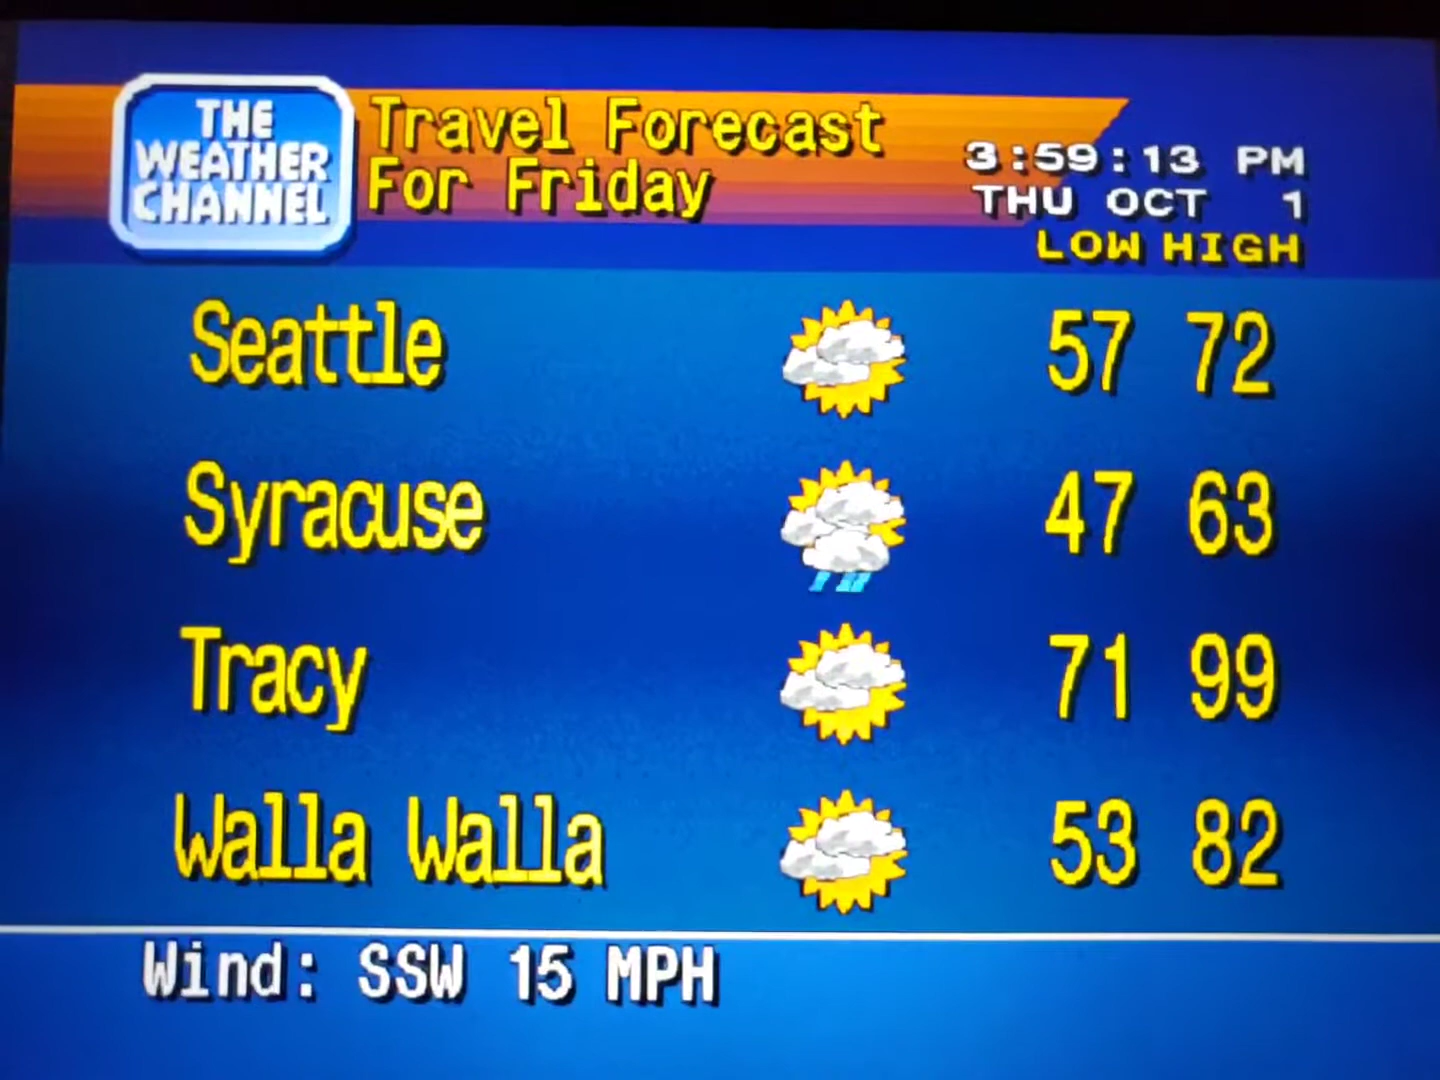 THE
WEATHER
CHANNEL
Travel Forecast
For Friday
3:59:13 PM
THU OCT 1
LOW HIGH
Seattle 57 72
Syracuse 47 63
Tracy 71 99
Walla Walla 53 82
Wind: SSW 15 MPH